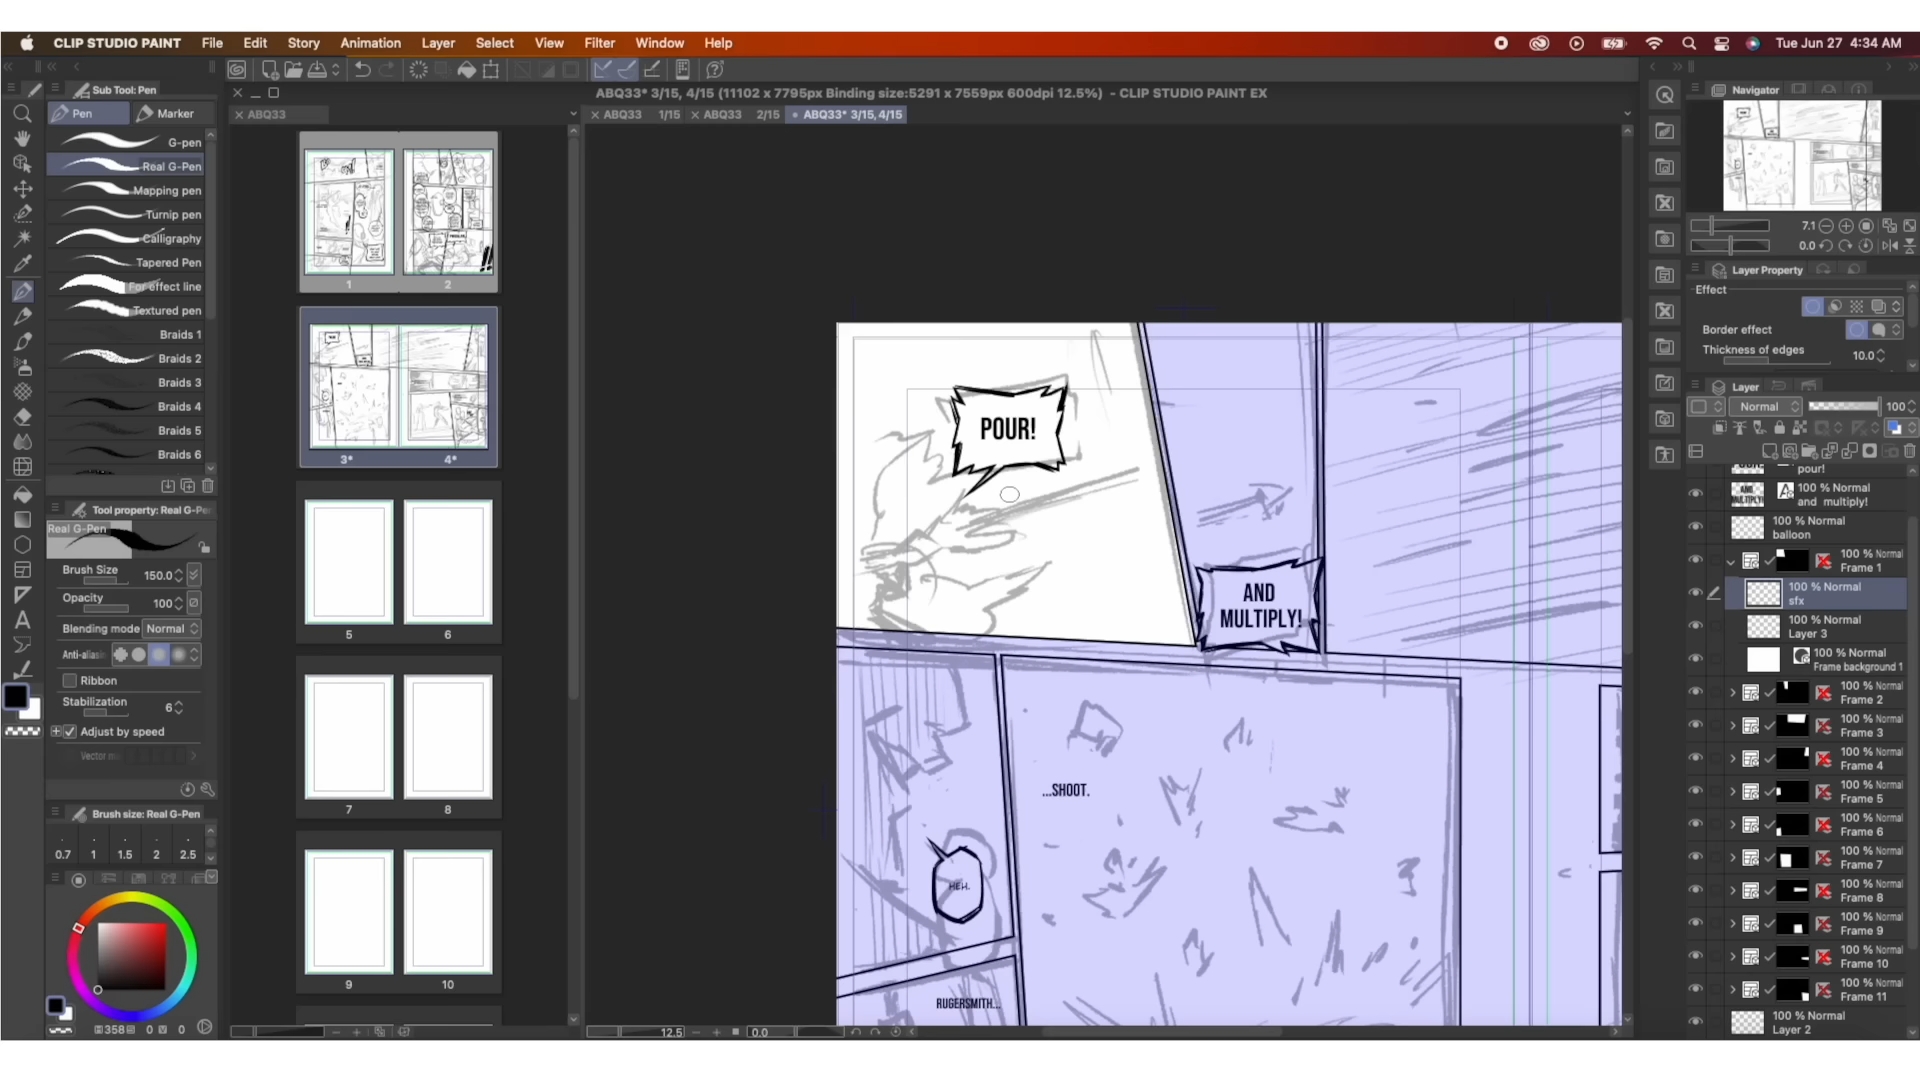 CLIP STUDIO PAINT File Edit Story Animation Layer Select View Filter Window Help Tue Jun 27 4:34 AM
Sub Tool: Pen
Pen Marker
G-pen
Real G-Pen
Mapping pen
Turnip pen
Calligraphy
Tapered Pen
For effect line
Textured pen
Braids 1
Braids 2
Braids 3
Braids 4
Braids 5
Braids 6
Tool property: Real G-Pe
Real G-Pen
Brush Size 150.0
Opacity 100
Blending mode Normal
Anti-aliasin
Ribbon
Stabilization
6
Adjust by speed
Vector m
Brush size: Real G-Pen
0.7 1 1.5 2 2.5
358 0 V 0
ABQ33
1 2
3* 4*
5 6
7 8
9 10
ABQ33* 3/15, 4/15 (11102 x 7795px Binding size:5291 x 7559px 600dpi 12.5%) - CLIP STUDIO PAINT EX
ABQ33 1/15 ABQ33 2/15 ABQ33* 3/15, 4/15
POUR!
AND
MULTIPLY!
...SHOOT.
HEH.
RUGERSMITH...
12.5 0.0
Navigator
7.1
0.0
Layer Property
Effect
Border effect
Thickness of edges
10.0
Layer
Normal 100
pour!
100 % Normal
and multiply!
100 % Normal
balloon
100 % Normal
Frame 1
100 % Normal
sfx
100 % Normal
Layer 3
100 % Normal
Frame background 1
100 % Normal
Frame 2
100 % Normal
Frame 3
100 % Normal
Frame 4
100 % Normal
Frame 5
100 % Normal
Frame 6
100 % Normal
Frame 7
100 % Normal
Frame 8
100 % Normal
Frame 9
100 % Normal
Frame 10
100 % Normal
Frame 11
100 % Normal
Layer 2